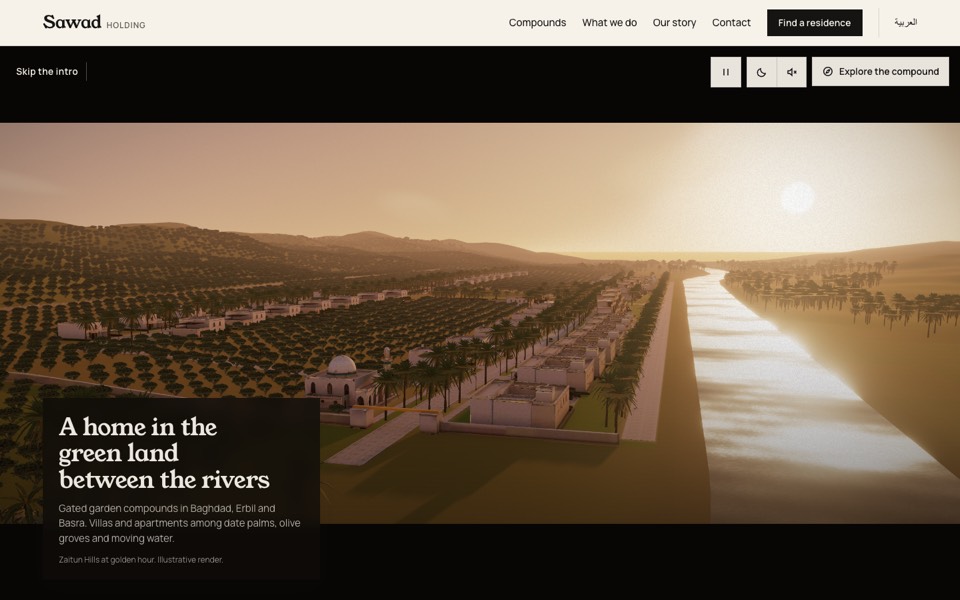 Sawad HOLDING
Compounds
What we do
Our story
Contact
Find a residence
العربية
Skip the intro
Explore the compound
A home in the
green land
between the rivers
Gated garden compounds in Baghdad, Erbil and
Basra. Villas and apartments among date palms, olive
groves and moving water.
Zaitun Hills at golden hour. Illustrative render.